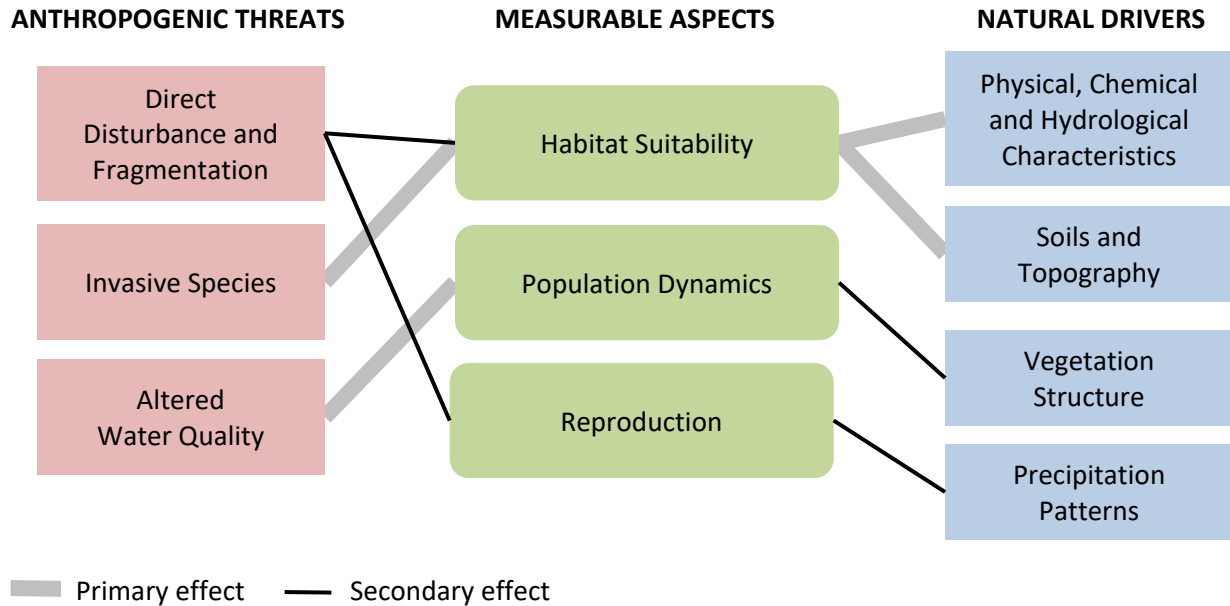 ANTHROPOGENIC THREATS
MEASURABLE ASPECTS
NATURAL DRIVERS
Direct
Disturbance and
Fragmentation
Invasive Species
Altered
Water Quality
Habitat Suitability
Population Dynamics
Reproduction
Physical, Chemical
and Hydrological
Characteristics
Soils and
Topography
Vegetation
Structure
Precipitation
Patterns
Primary effect
Secondary effect